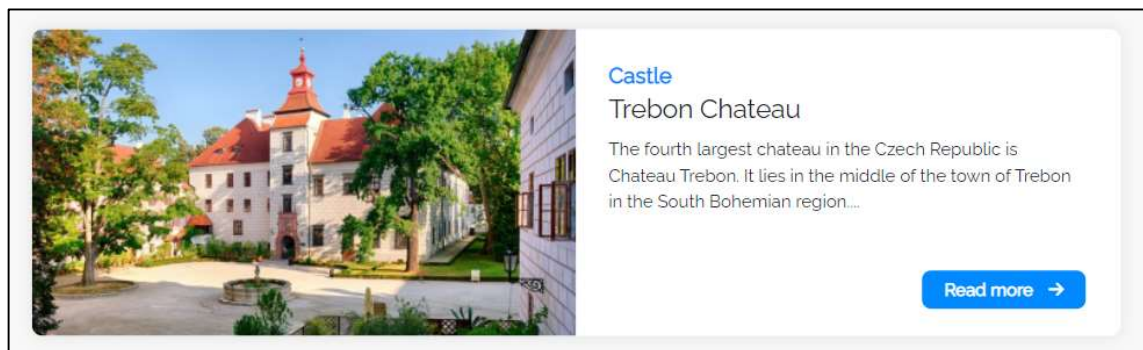 Castle
Trebon Chateau
The fourth largest chateau in the Czech Republic is
Chateau Trebon. It lies in the middle of the town of Trebon
in the South Bohemian region....
Read more →